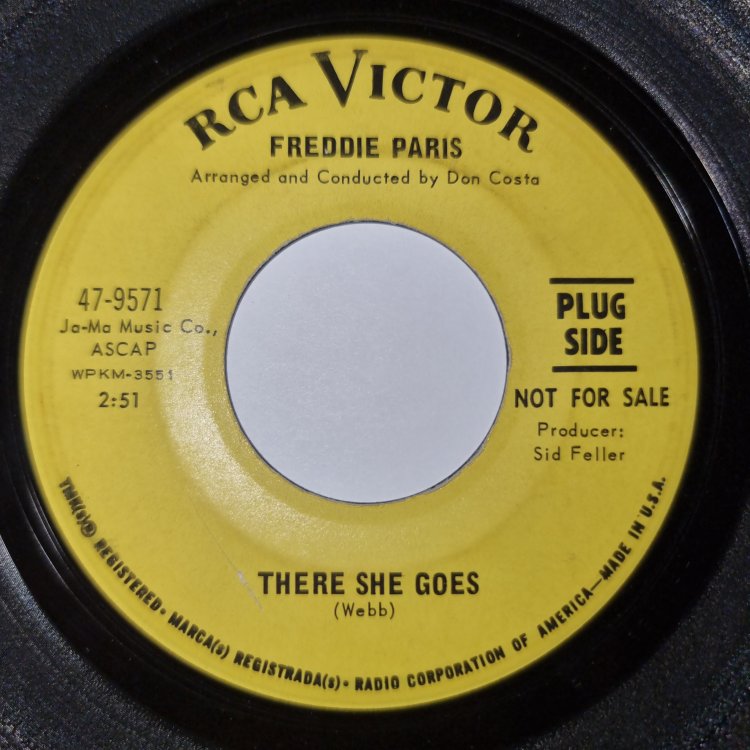 RCA VICTOR
FREDDIE PARIS
Arranged and Conducted by Don Costa
47-9571
Ja-Ma Music Co.,
ASCAP
WPKM-3551
2:51
PLUG
SIDE
NOT FOR SALE
Producer:
Sid Feller
THERE SHE GOES
(Webb)
TMK(s)® REGISTERED • MARCA(s) REGISTRADA(s) • RADIO CORPORATION OF AMERICA—MADE IN U.S.A.